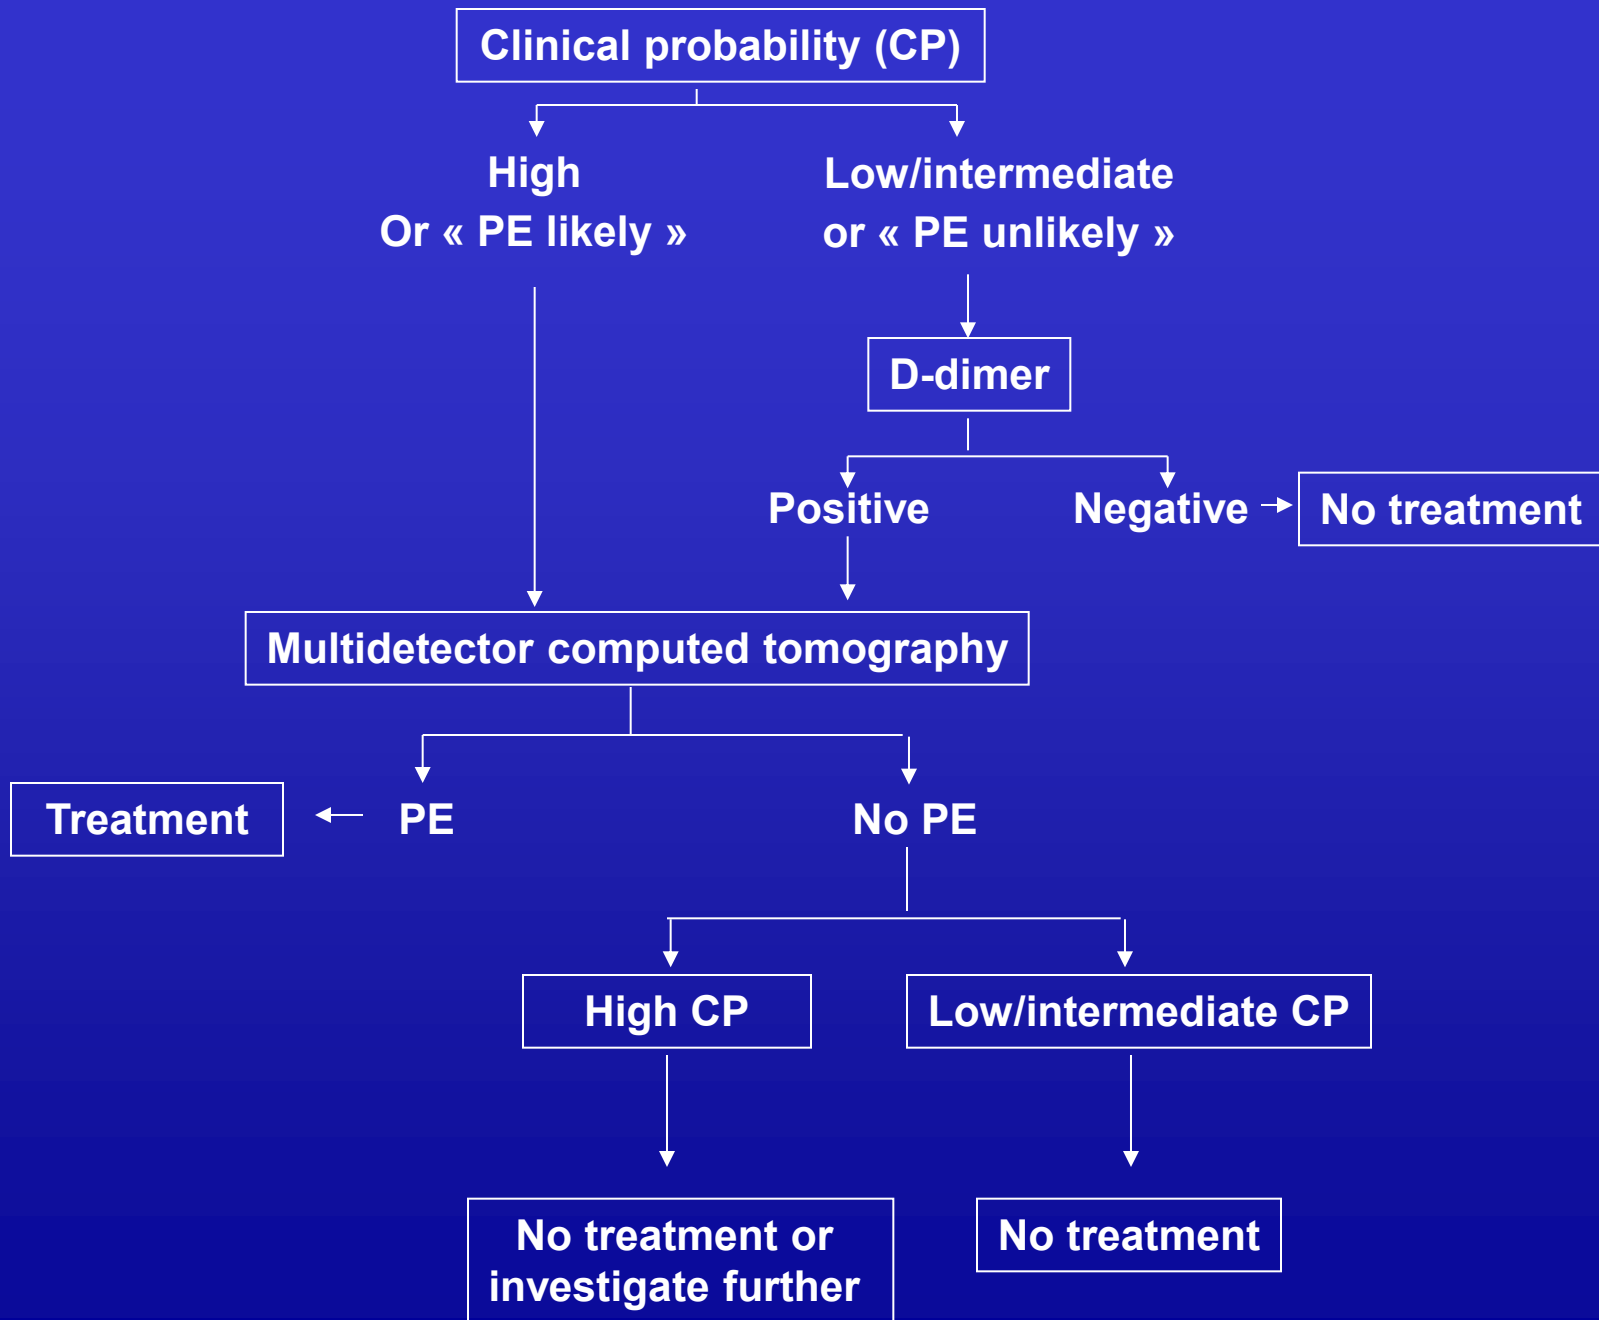 Clinical probability (CP)
High
Or « PE likely »
Low/intermediate
or « PE unlikely »
D-dimer
Positive
Negative
No treatment
Multidetector computed tomography
Treatment
PE
No PE
High CP
Low/intermediate CP
No treatment or
investigate further
No treatment